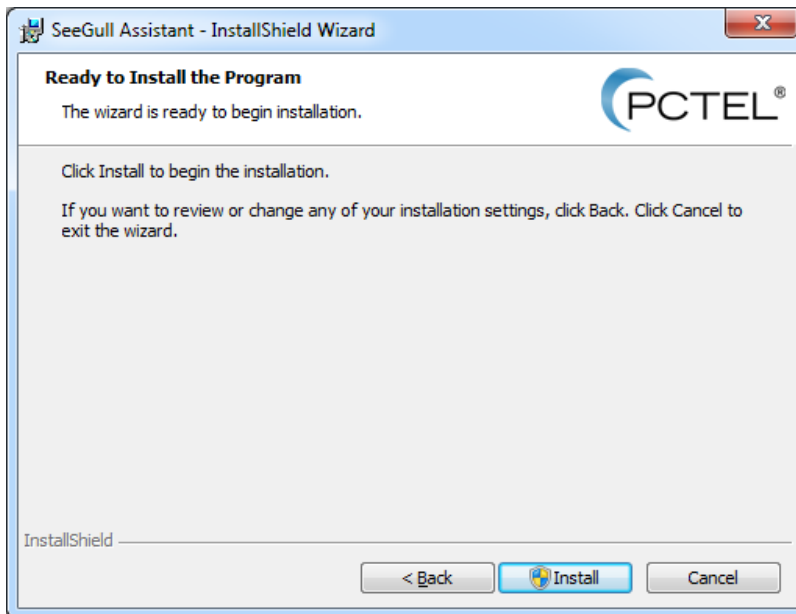 SeeGull Assistant - InstallShield Wizard
Ready to Install the Program
The wizard is ready to begin installation.
PCTEL®
Click Install to begin the installation.
If you want to review or change any of your installation settings, click Back. Click Cancel to
exit the wizard.
InstallShield
< Back
Install
Cancel